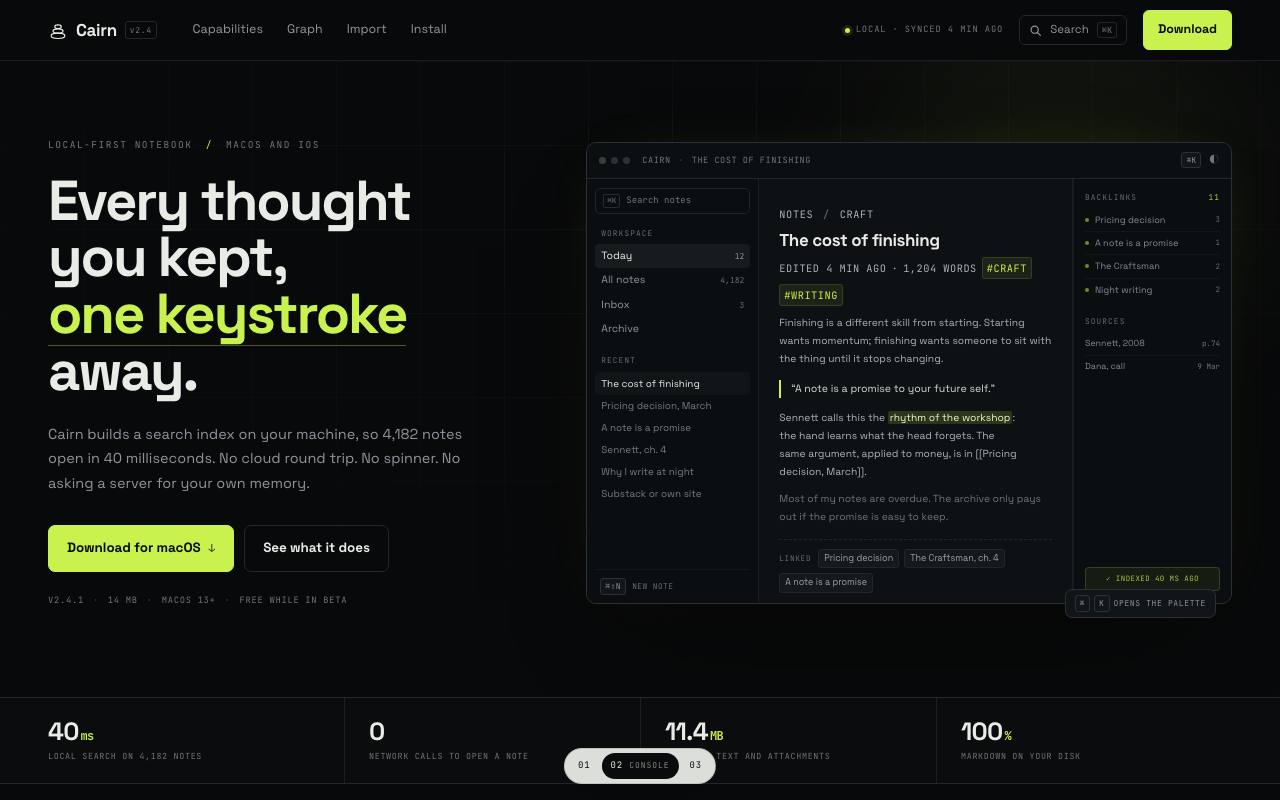 Cairn v2.4 Capabilities Graph Import Install LOCAL · SYNCED 4 MIN AGO Search ⌘K Download
LOCAL-FIRST NOTEBOOK / MACOS AND IOS
Every thought
you kept,
one keystroke
away.
Cairn builds a search index on your machine, so 4,182 notes
open in 40 milliseconds. No cloud round trip. No spinner. No
asking a server for your own memory.
Download for macOS ↓ See what it does
V2.4.1 · 14 MB · MACOS 13+ · FREE WHILE IN BETA
CAIRN · THE COST OF FINISHING ⌘K
⌘K Search notes
WORKSPACE
Today 12
All notes 4,182
Inbox 3
Archive
RECENT
The cost of finishing
Pricing decision, March
A note is a promise
Sennett, ch. 4
Why I write at night
Substack or own site
⌘⇧N NEW NOTE
NOTES / CRAFT
The cost of finishing
EDITED 4 MIN AGO · 1,204 WORDS #CRAFT
#WRITING
Finishing is a different skill from starting. Starting
wants momentum; finishing wants someone to sit with
the thing until it stops changing.
“A note is a promise to your future self.”
Sennett calls this the rhythm of the workshop:
the hand learns what the head forgets. The
same argument, applied to money, is in [[Pricing
decision, March]].
Most of my notes are overdue. The archive only pays
out if the promise is easy to keep.
LINKED Pricing decision The Craftsman, ch. 4
A note is a promise
BACKLINKS 11
Pricing decision 3
A note is a promise 1
The Craftsman 2
Night writing 2
SOURCES
Sennett, 2008 p.74
Dana, call 9 Mar
✓ INDEXED 40 MS AGO
⌘ K OPENS THE PALETTE
40 ms
LOCAL SEARCH ON 4,182 NOTES
0
NETWORK CALLS TO OPEN A NOTE
11.4 MB
TEXT AND ATTACHMENTS
100 %
MARKDOWN ON YOUR DISK
01 02 CONSOLE 03